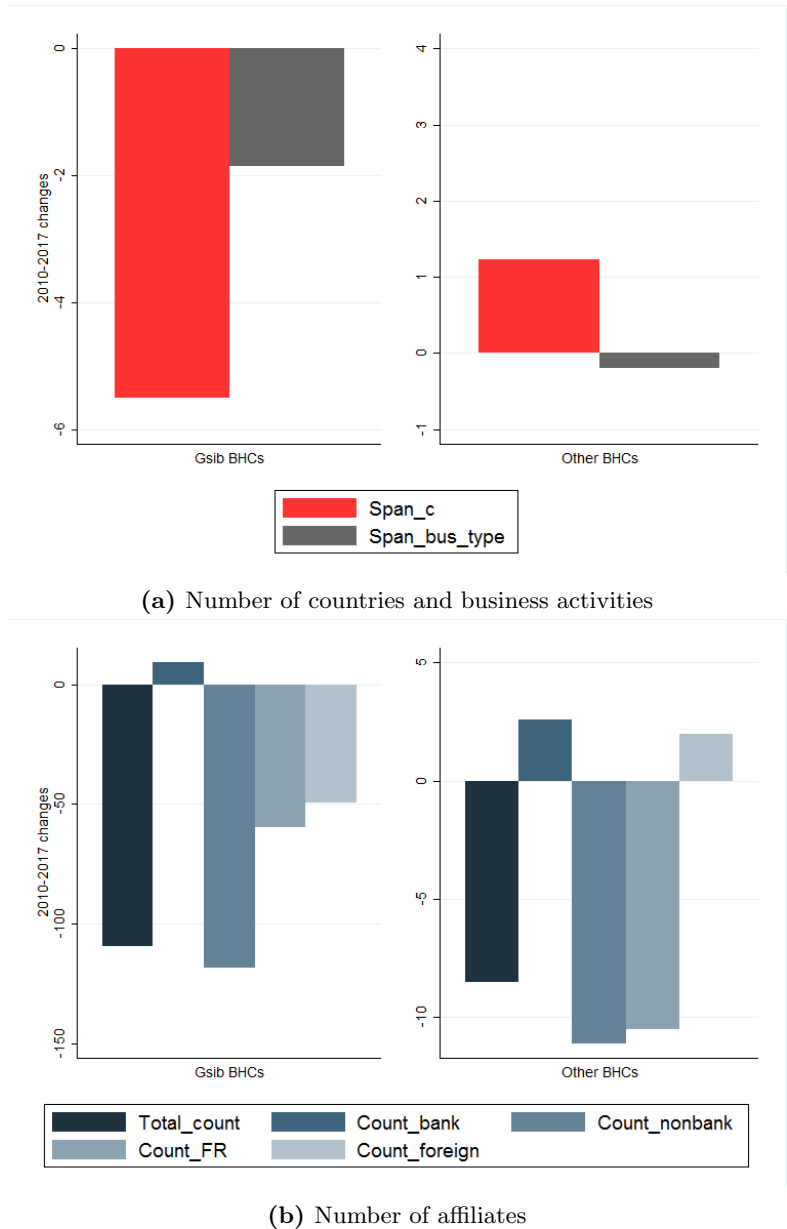 0
-2
-4
-6
2010-2017 changes
Gsib BHCs
4
3
2
1
0
-1
Other BHCs
Span_c
Span_bus_type
(a) Number of countries and business activities
0
-50
-100
-150
2010-2017 changes
Gsib BHCs
5
0
-5
-10
Other BHCs
Total_count Count_bank Count_nonbank
Count_FR Count_foreign
(b) Number of affiliates